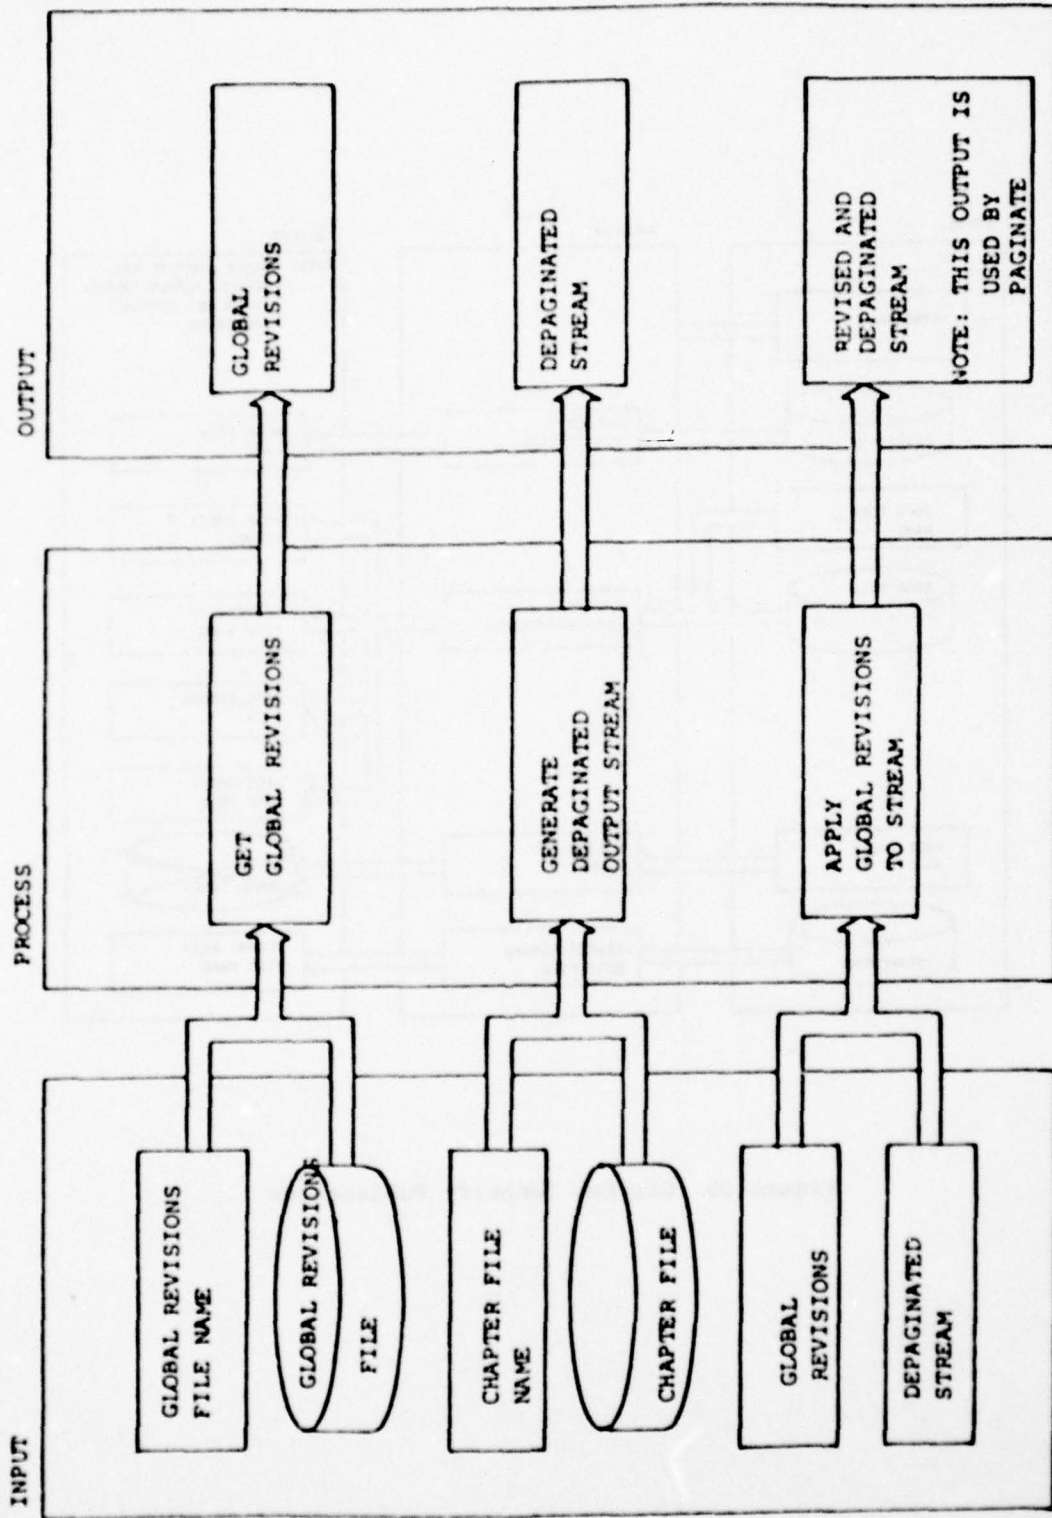 INPUT
GLOBAL REVISIONS
FILE NAME
GLOBAL REVISIONS
FILE
CHAPTER FILE
NAME
CHAPTER FILE
GLOBAL
REVISIONS
DEPAGINATED
STREAM
PROCESS
GET
GLOBAL REVISIONS
GENERATE
DEPAGINATED
OUTPUT STREAM
APPLY
GLOBAL REVISIONS
TO STREAM
OUTPUT
GLOBAL
REVISIONS
DEPAGINATED
STREAM
REVISED AND
DEPAGINATED
STREAM
NOTE: THIS OUTPUT IS
USED BY
PAGINATE